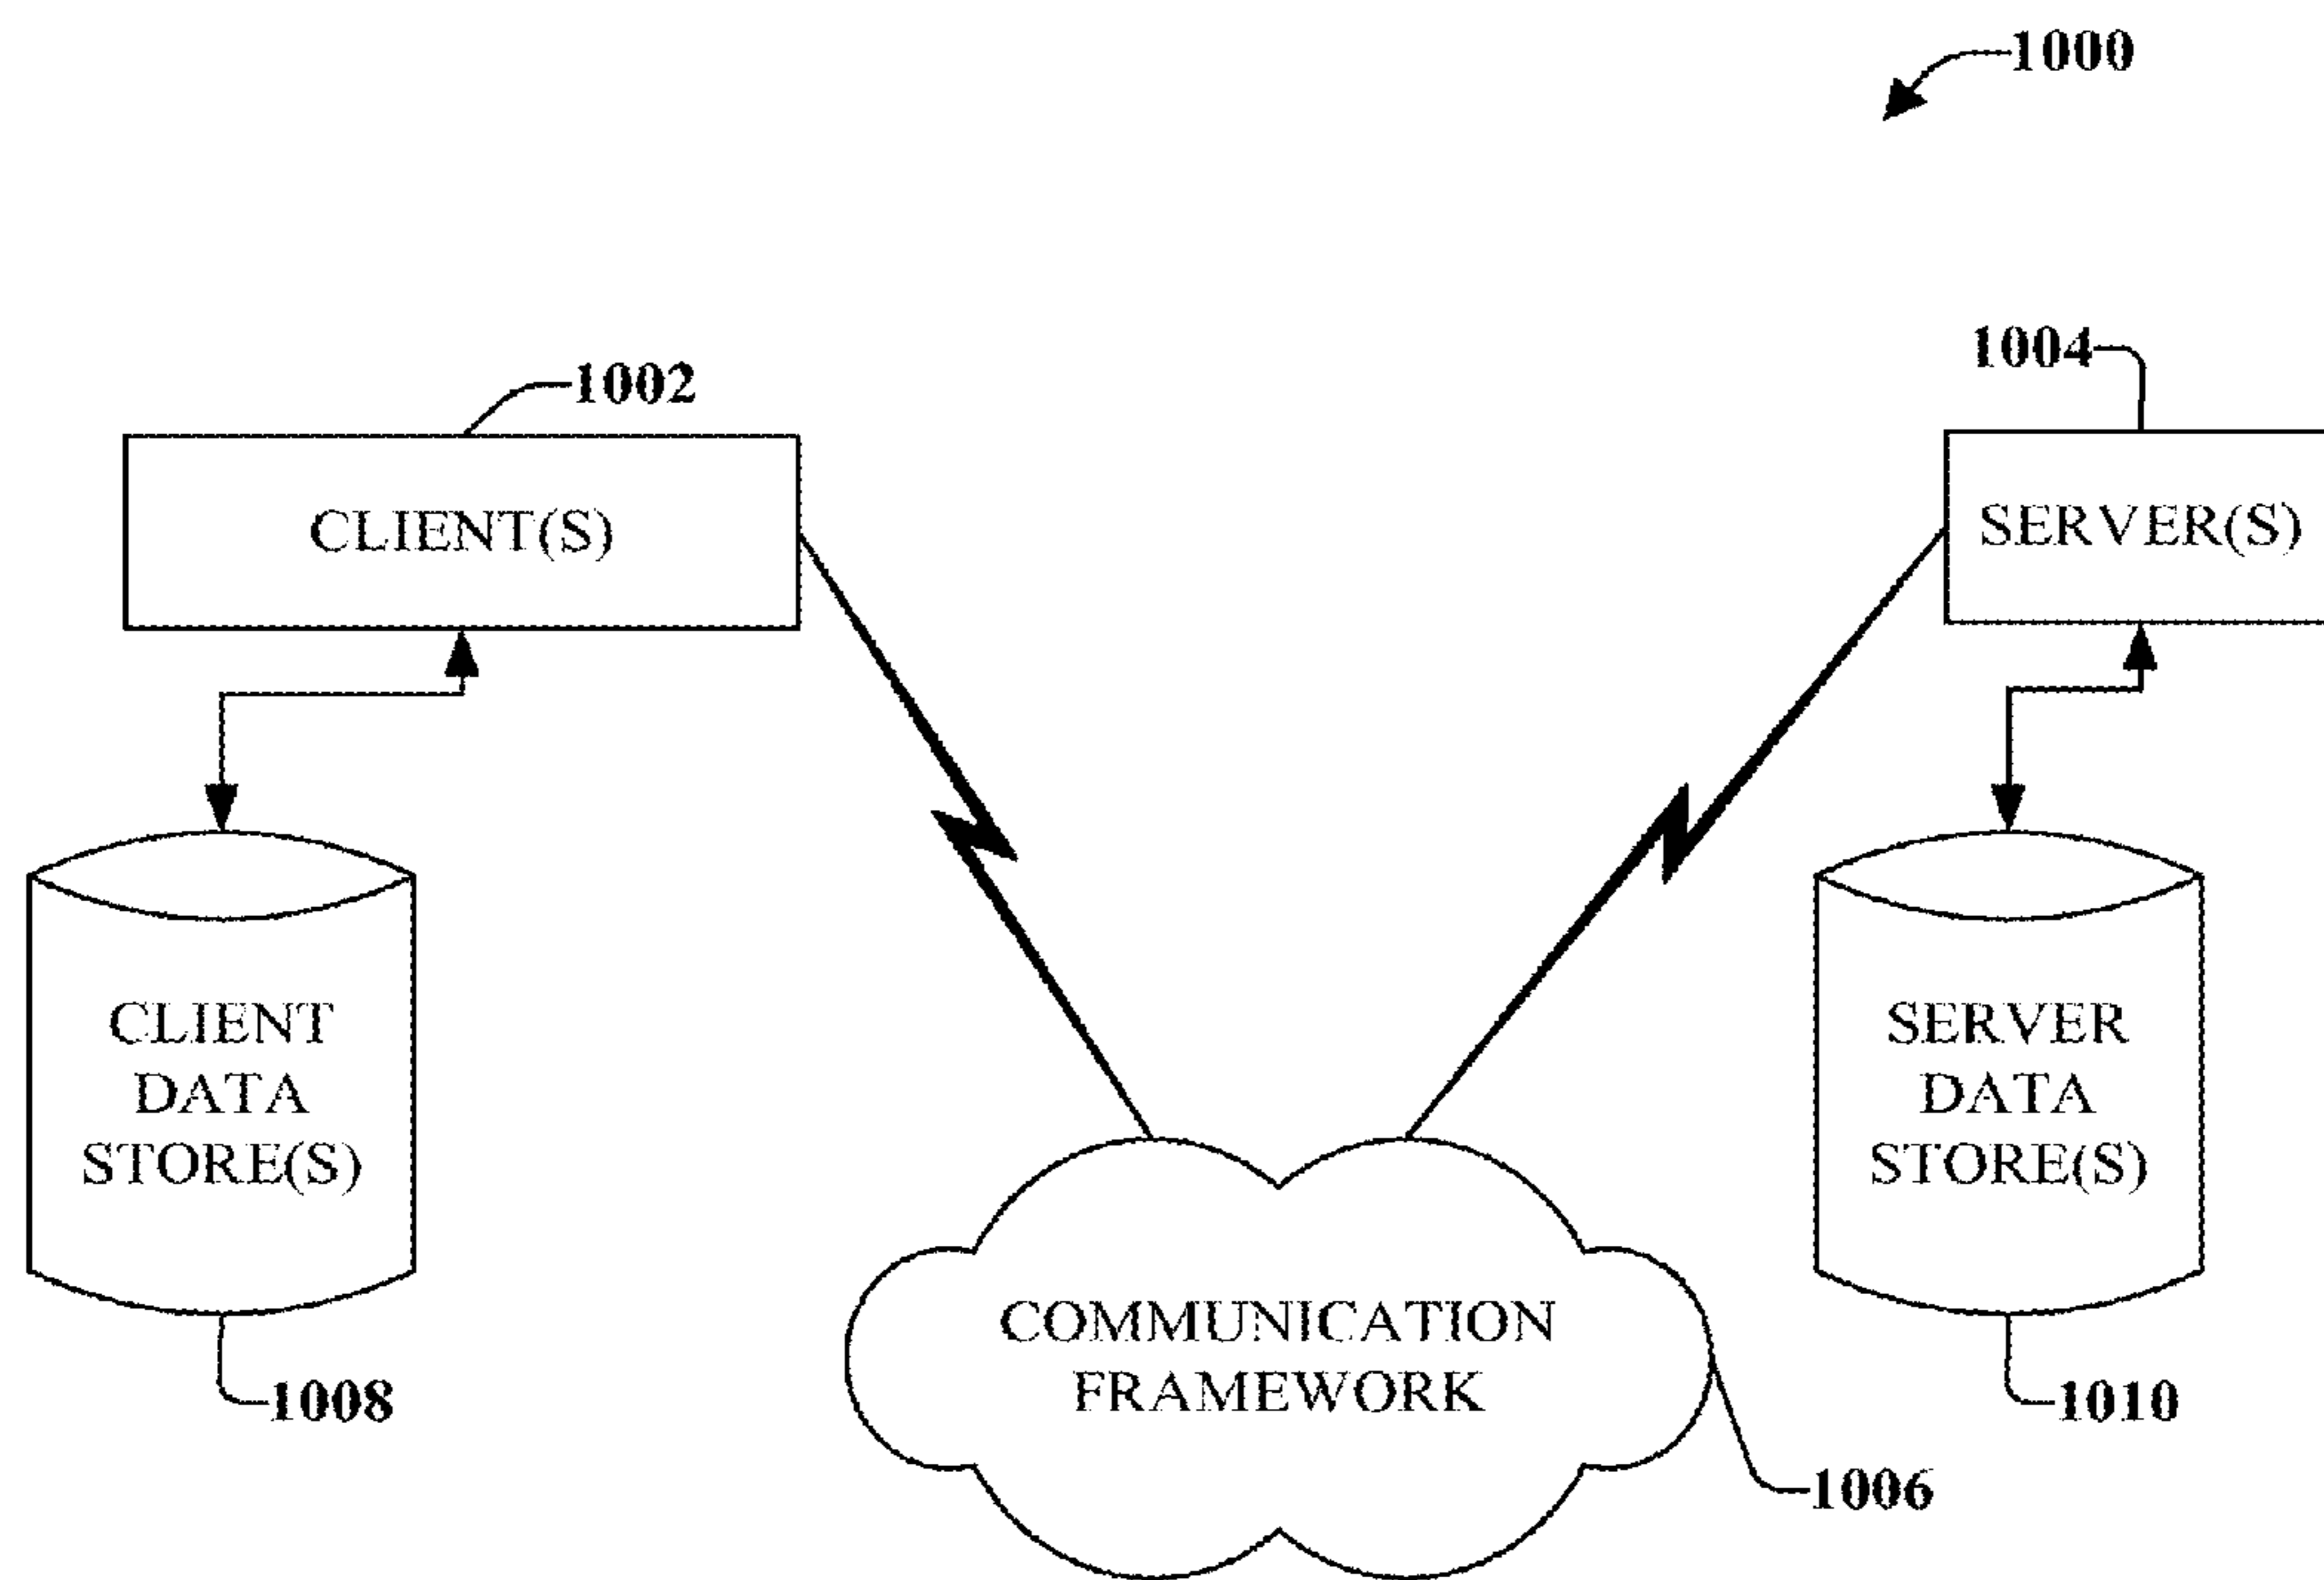 1000
1002
1004
CLIENT(S)
SERVER(S)
CLIENT
DATA
STORE(S)
SERVER
DATA
STORE(S)
COMMUNICATION
FRAMEWORK
1008
1010
1006